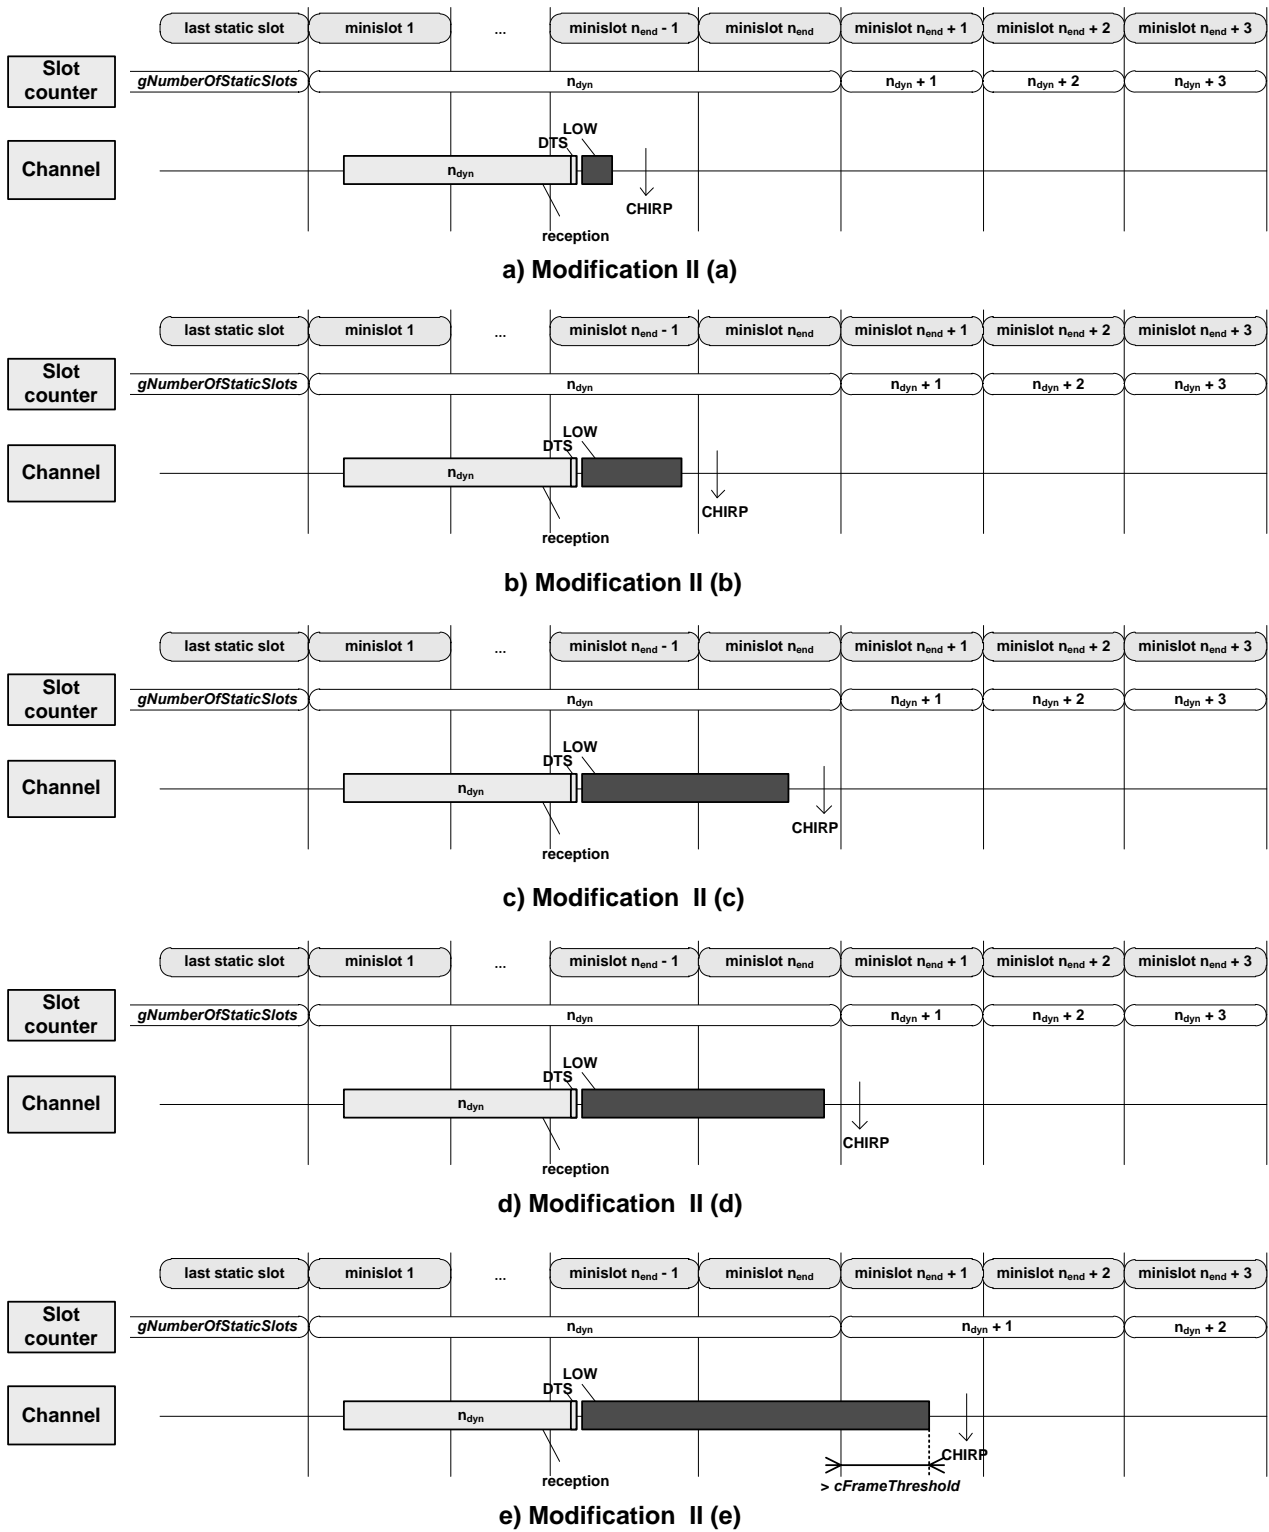 last static slot minislot 1 ... minislot nend - 1 minislot nend minislot nend + 1 minislot nend + 2 minislot nend + 3
Slot
counter
gNumberOfStaticSlots ndyn ndyn + 1 ndyn + 2 ndyn + 3
LOW
DTS
Channel
ndyn
CHIRP
reception
a) Modification II (a)
last static slot minislot 1 ... minislot nend - 1 minislot nend minislot nend + 1 minislot nend + 2 minislot nend + 3
Slot
counter
gNumberOfStaticSlots ndyn ndyn + 1 ndyn + 2 ndyn + 3
LOW
DTS
Channel
ndyn
CHIRP
reception
b) Modification II (b)
last static slot minislot 1 ... minislot nend - 1 minislot nend minislot nend + 1 minislot nend + 2 minislot nend + 3
Slot
counter
gNumberOfStaticSlots ndyn ndyn + 1 ndyn + 2 ndyn + 3
LOW
DTS
Channel
ndyn
CHIRP
reception
c) Modification II (c)
last static slot minislot 1 ... minislot nend - 1 minislot nend minislot nend + 1 minislot nend + 2 minislot nend + 3
Slot
counter
gNumberOfStaticSlots ndyn ndyn + 1 ndyn + 2 ndyn + 3
LOW
DTS
Channel
ndyn
CHIRP
reception
d) Modification II (d)
last static slot minislot 1 ... minislot nend - 1 minislot nend minislot nend + 1 minislot nend + 2 minislot nend + 3
Slot
counter
gNumberOfStaticSlots ndyn ndyn + 1 ndyn + 2
LOW
DTS
Channel
ndyn
CHIRP
reception
> cFrameThreshold
e) Modification II (e)